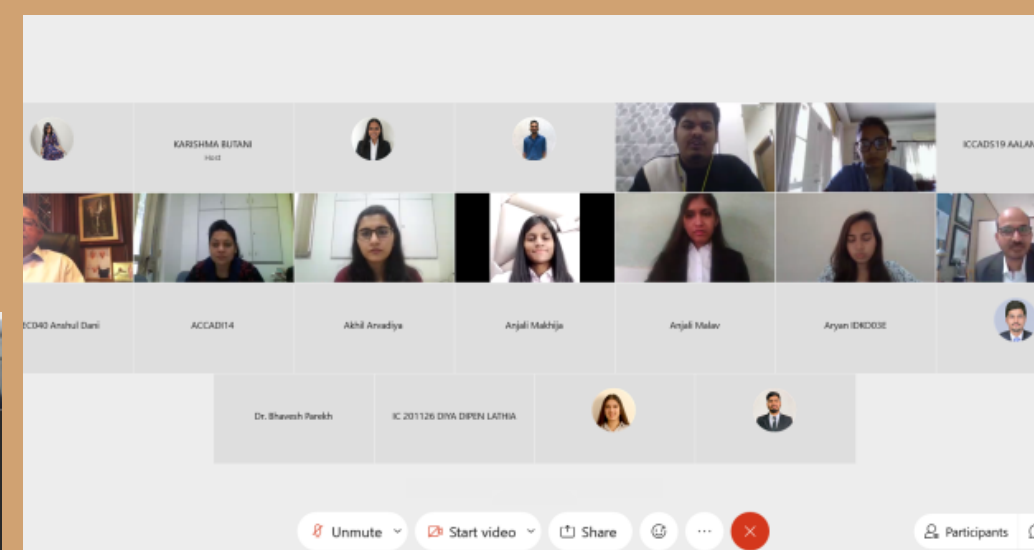 KARISHMA BUTANI
Host
ICCADS19 AALAN
EC040 Anshul Dani
ACCADI14
Akhil Arvadiya
Anjali Makhija
Anjali Malav
Aryan IDKD03E
Dr. Bhavesh Parekh
IC 201126 DIYA DIPEN LATHIA
Unmute
Start video
Share
Participants